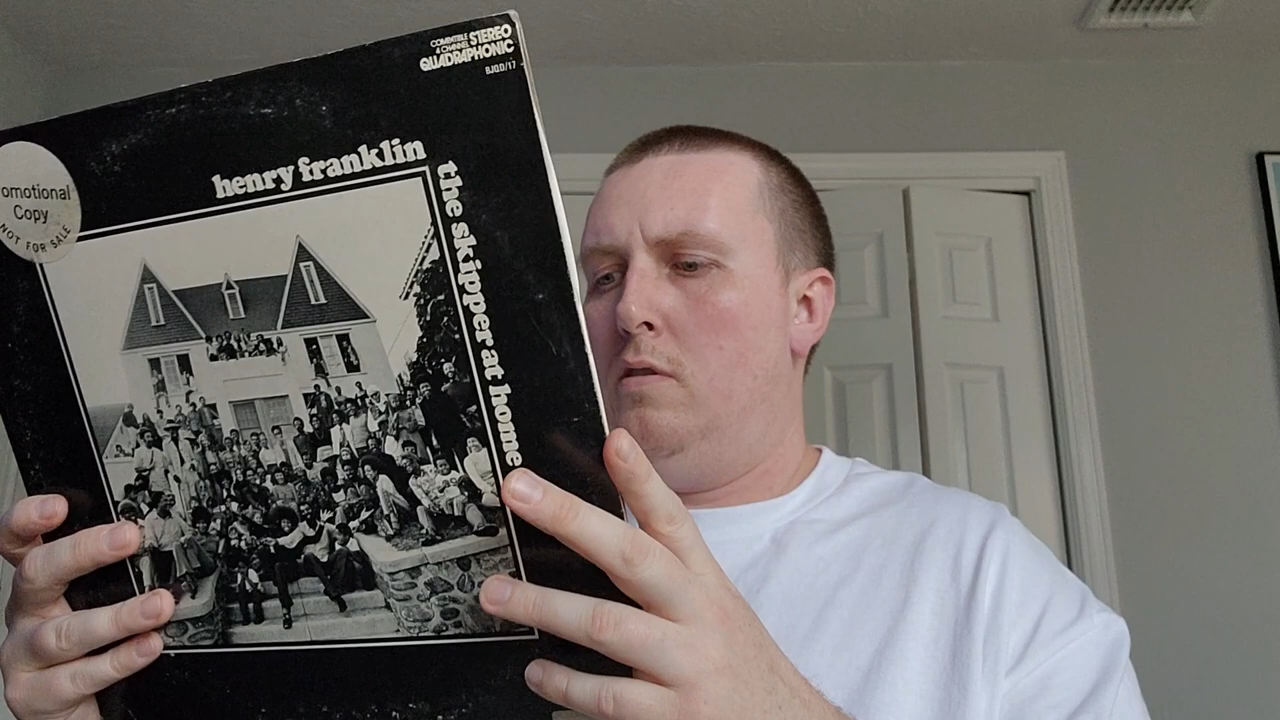 COMPATIBLE STEREO
4 CHANNEL
QUADRAPHONIC
BJQD/17
omotional
Copy
NOT FOR SALE
henry franklin
the skipper at home